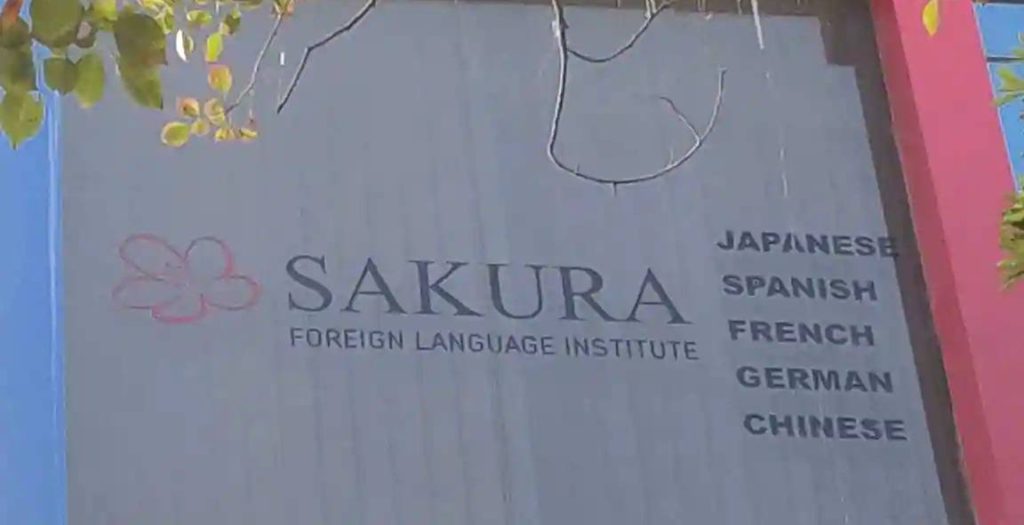 SAKURA
FOREIGN LANGUAGE INSTITUTE
JAPANESE
SPANISH
FRENCH
GERMAN
CHINESE